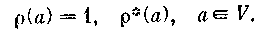 ρ(a) = 1, ρ*(a), a ∈ V.